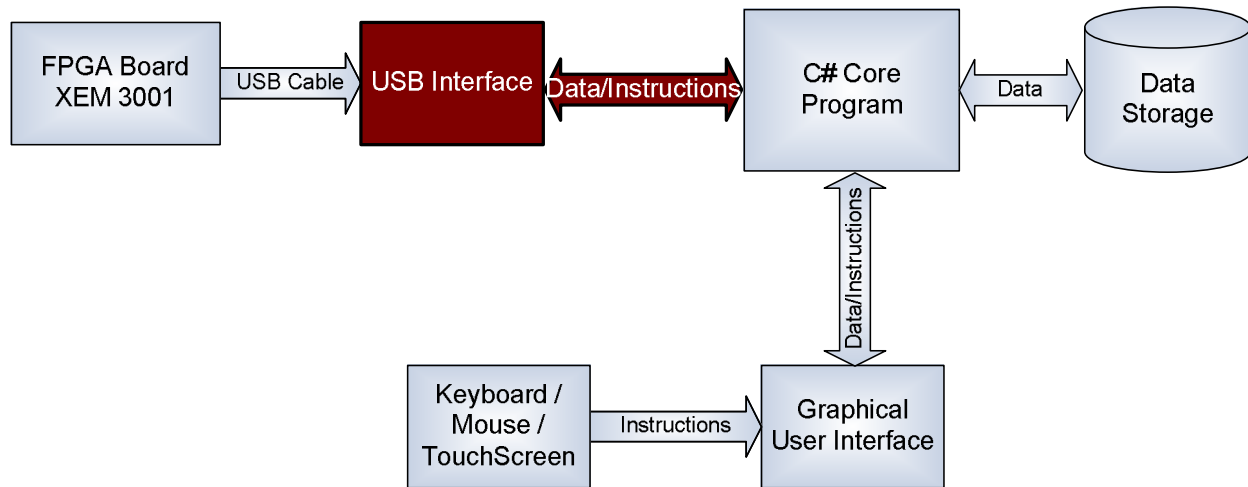 FPGA Board
XEM 3001
USB Cable
USB Interface
Data/Instructions
C# Core
Program
Data
Data
Storage
Data/Instructions
Keyboard /
Mouse /
TouchScreen
Instructions
Graphical
User Interface